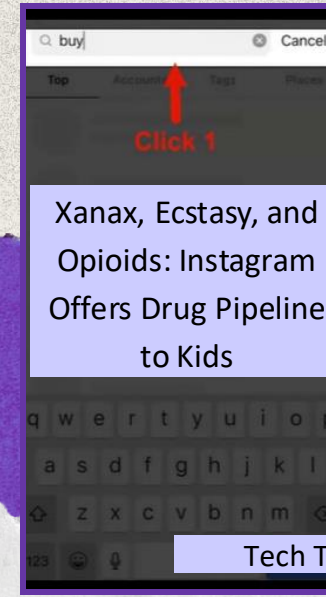 buy
Cancel
Top Accounts Tags Places
Click 1
Xanax, Ecstasy, and
Opioids: Instagram
Offers Drug Pipeline
to Kids
q w e r t y u i o p
a s d f g h j k l
z x c v b n m
123
Tech T